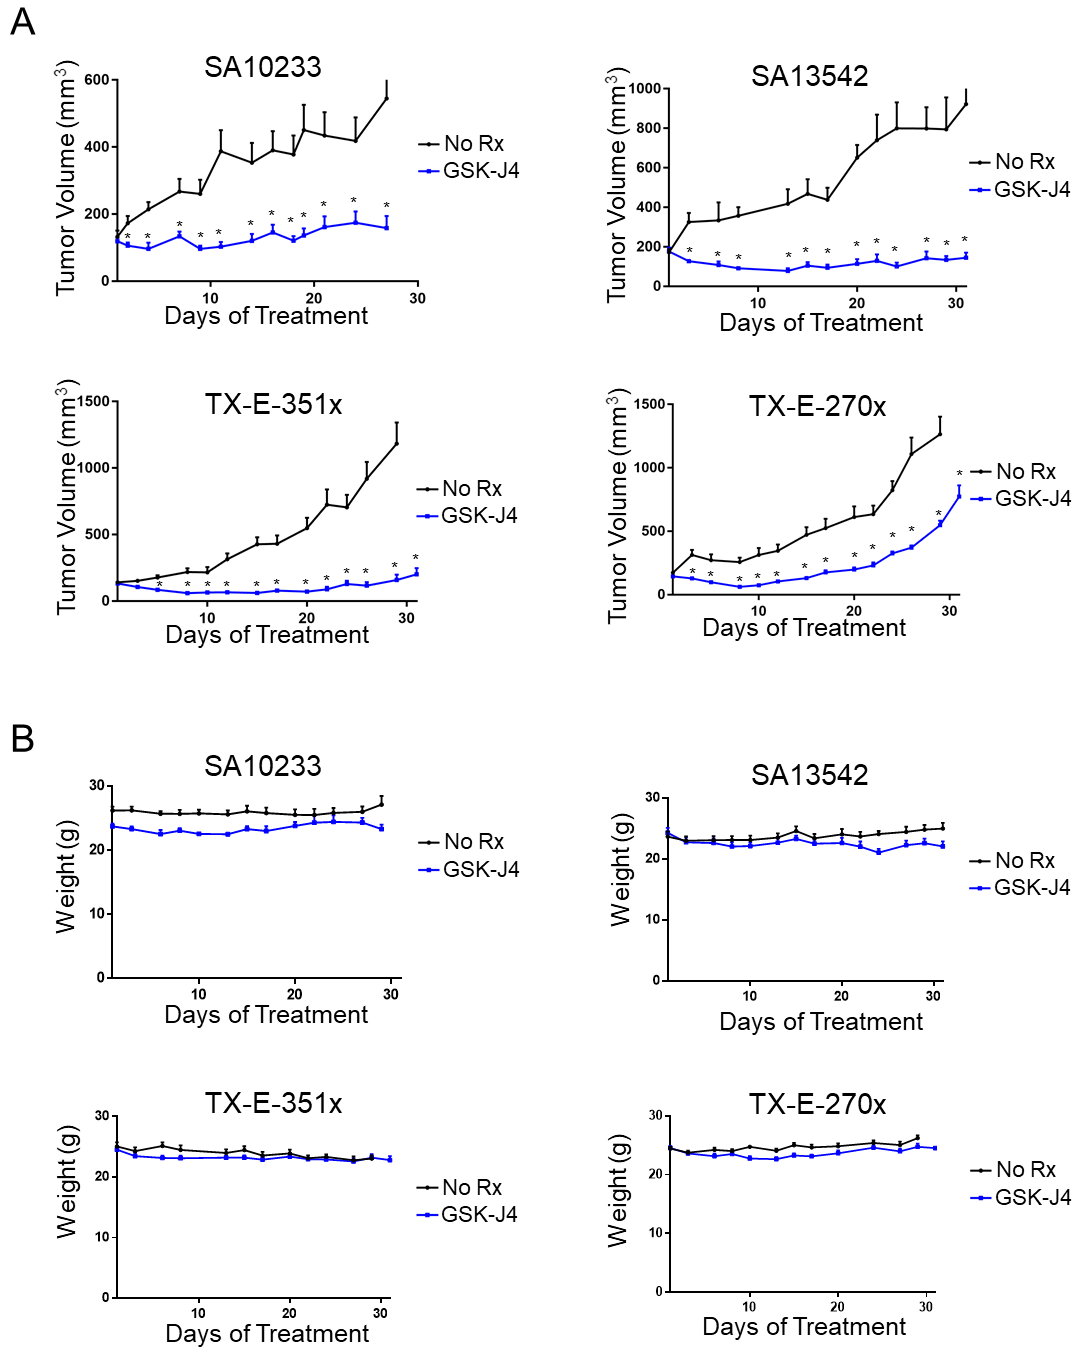 A
SA10233
Tumor Volume (mm3)
600
400
200
0
10 20 30
Days of Treatment
No Rx
GSK-J4
* * * * * * * * * * * * *
SA13542
Tumor Volume (mm3)
1000
800
600
400
200
0
10 20 30
Days of Treatment
No Rx
GSK-J4
* * * * * * * * * * * * *
TX-E-351x
Tumor Volume (mm3)
1500
1000
500
0
10 20 30
Days of Treatment
No Rx
GSK-J4
* * * * * * * * * * * *
TX-E-270x
Tumor Volume (mm3)
1500
1000
500
0
10 20 30
Days of Treatment
No Rx
GSK-J4
* * * * * * * * * * * * *
B
SA10233
Weight (g)
30
20
10
0
10 20 30
Days of Treatment
No Rx
GSK-J4
SA13542
Weight (g)
30
20
10
0
10 20 30
Days of Treatment
No Rx
GSK-J4
TX-E-351x
Weight (g)
30
20
10
0
10 20 30
Days of Treatment
No Rx
GSK-J4
TX-E-270x
Weight (g)
30
20
10
0
10 20 30
Days of Treatment
No Rx
GSK-J4